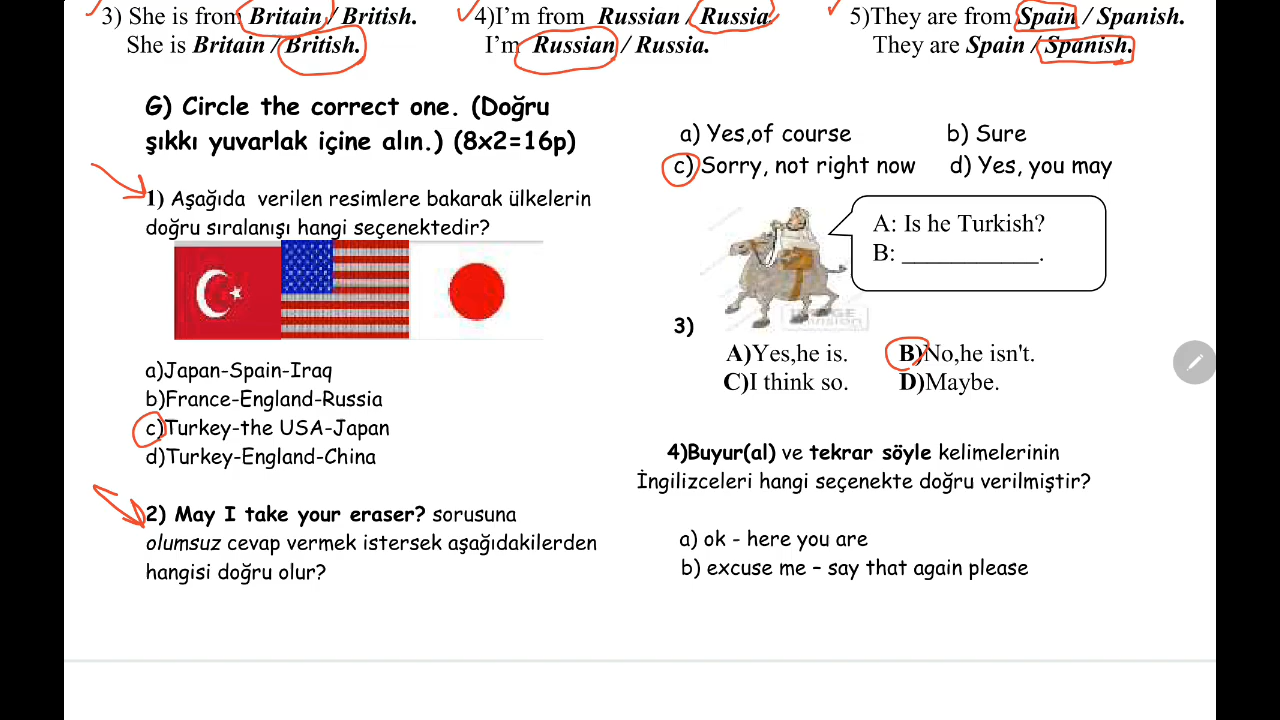 3) She is from Britain / British.
She is Britain / British.
4)I'm from Russian / Russia.
I'm Russian / Russia.
5)They are from Spain / Spanish.
They are Spain / Spanish.
G) Circle the correct one. (Doğru
şıkkı yuvarlak içine alın.) (8x2=16p)
1) Aşağıda verilen resimlere bakarak ülkelerin
doğru sıralanışı hangi seçenektedir?
a)Japan-Spain-Iraq
b)France-England-Russia
c)Turkey-the USA-Japan
d)Turkey-England-China
2) May I take your eraser? sorusuna
olumsuz cevap vermek istersek aşağıdakilerden
hangisi doğru olur?
a) Yes,of course b) Sure
c) Sorry, not right now d) Yes, you may
A: Is he Turkish?
B: ____________.
3)
A)Yes,he is. B)No,he isn't.
C)I think so. D)Maybe.
4)Buyur(al) ve tekrar söyle kelimelerinin
İngilizceleri hangi seçenekte doğru verilmiştir?
a) ok - here you are
b) excuse me – say that again please